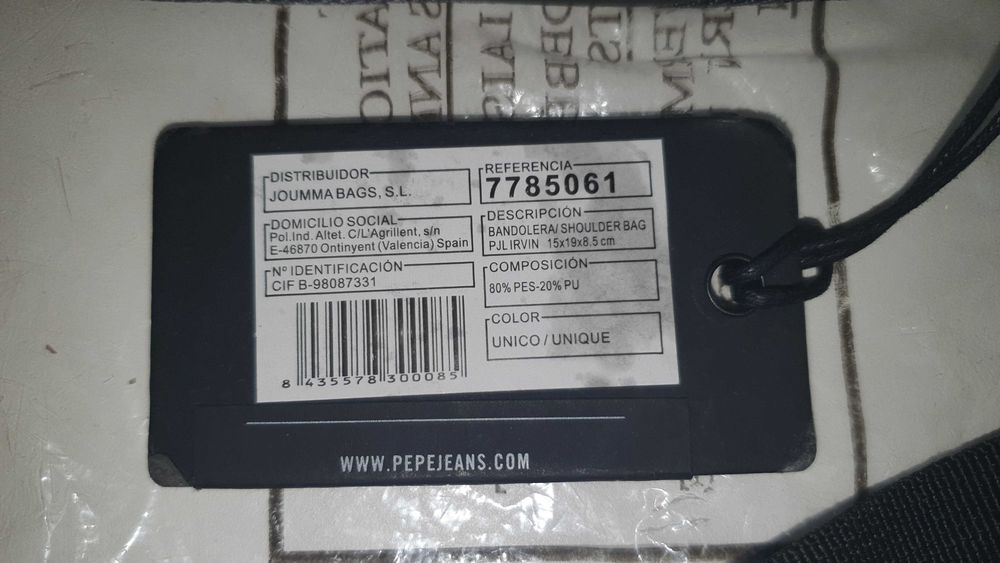 DISTRIBUIDOR
JOUMMA BAGS, S.L.
DOMICILIO SOCIAL
Pol.Ind. Altet. C/L'Agrillent, s/n
E-46870 Ontinyent (Valencia) Spain
Nº IDENTIFICACIÓN
CIF B-98087331
8 435578 300085
REFERENCIA
7785061
DESCRIPCIÓN
BANDOLERA/ SHOULDER BAG
PJL IRVIN 15x19x8.5 cm
COMPOSICIÓN
80% PES-20% PU
COLOR
UNICO / UNIQUE
WWW.PEPEJEANS.COM